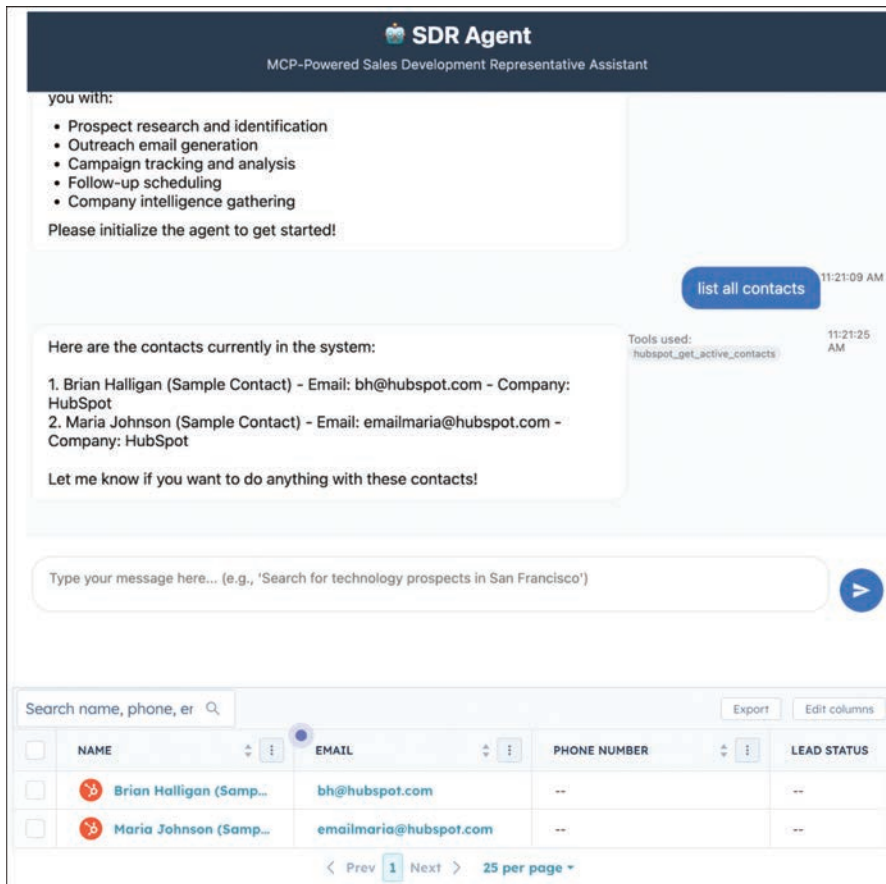 SDR Agent
MCP-Powered Sales Development Representative Assistant
you with:
• Prospect research and identification
• Outreach email generation
• Campaign tracking and analysis
• Follow-up scheduling
• Company intelligence gathering
Please initialize the agent to get started!
list all contacts
11:21:09 AM
Here are the contacts currently in the system:
1. Brian Halligan (Sample Contact) - Email: bh@hubspot.com - Company:
HubSpot
2. Maria Johnson (Sample Contact) - Email: emailmaria@hubspot.com -
Company: HubSpot
Let me know if you want to do anything with these contacts!
Tools used:
hubspot_get_active_contacts
11:21:25
AM
Type your message here... (e.g., 'Search for technology prospects in San Francisco')
Search name, phone, er
Export Edit columns
NAME EMAIL PHONE NUMBER LEAD STATUS
Brian Halligan (Samp... bh@hubspot.com -- --
Maria Johnson (Samp... emailmaria@hubspot.com -- --
< Prev 1 Next > 25 per page